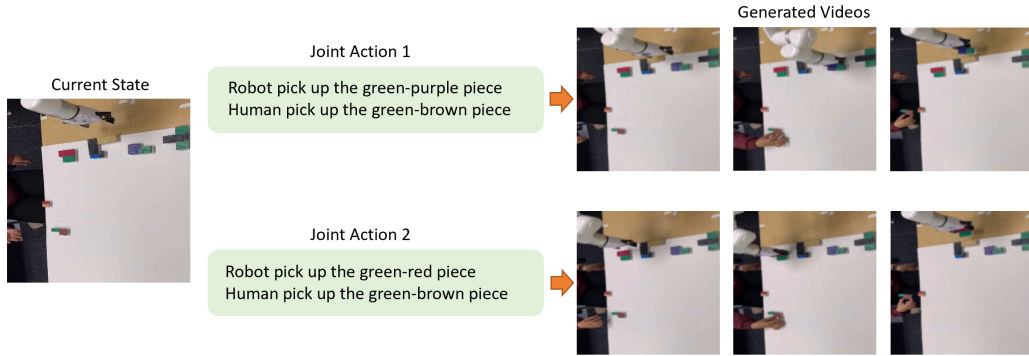 Generated Videos
Joint Action 1
Current State
Robot pick up the green-purple piece
Human pick up the green-brown piece
Joint Action 2
Robot pick up the green-red piece
Human pick up the green-brown piece